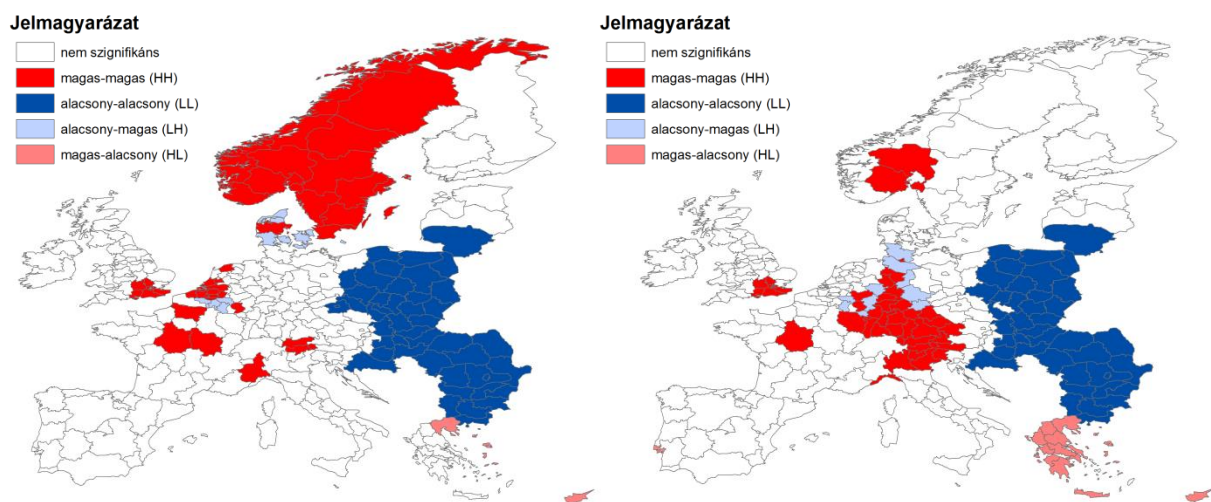 Jelmagyarázat
nem szignifikáns
magas-magas (HH)
alacsony-alacsony (LL)
alacsony-magas (LH)
magas-alacsony (HL)
Jelmagyarázat
nem szignifikáns
magas-magas (HH)
alacsony-alacsony (LL)
alacsony-magas (LH)
magas-alacsony (HL)